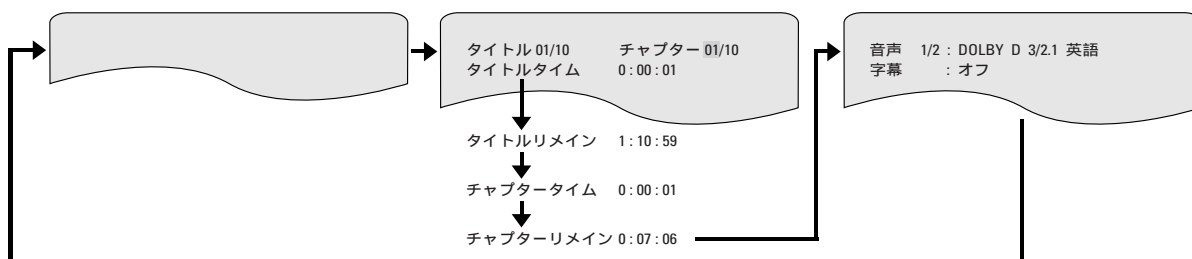 タイトル 01/10 チャプター 01/10
タイトルタイム 0:00:01
タイトルリメイン 1:10:59
チャプタータイム 0:00:01
チャプターリメイン 0:07:06
音声 1/2 : DOLBY D 3/2.1 英語
字幕 : オフ